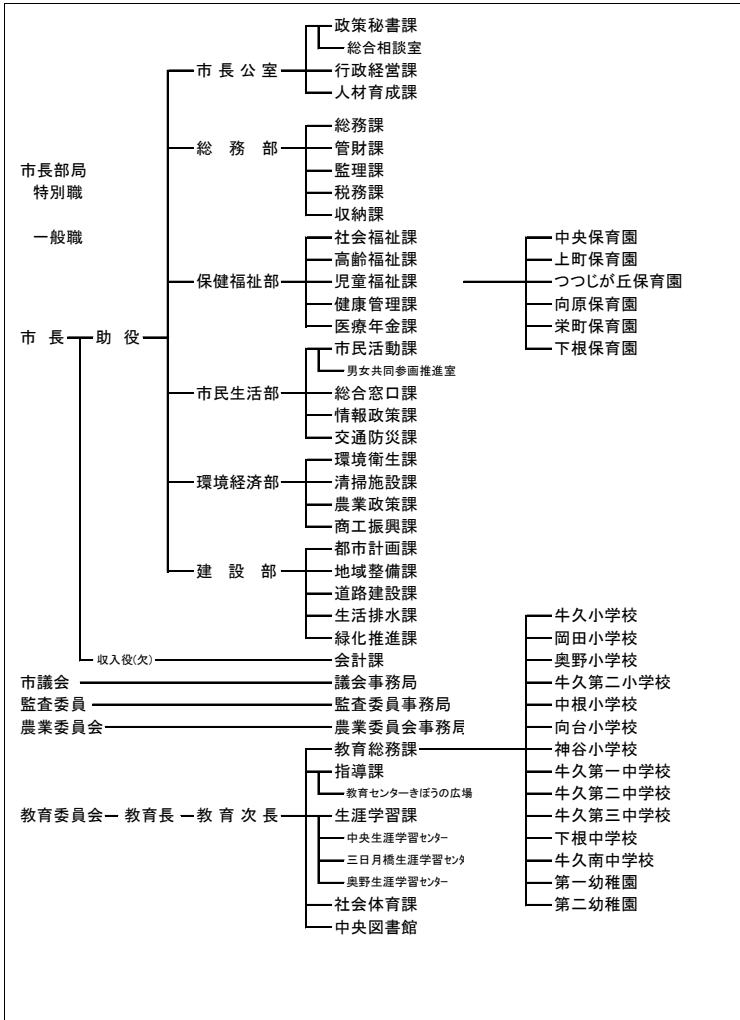 政策秘書課
総合相談室
市長公室 行政経営課
人材育成課
総務課
総務部 管財課
市長部局 監理課
特別職 税務課
収納課
一般職 社会福祉課 中央保育園
高齢福祉課 上町保育園
保健福祉部 児童福祉課 つつじが丘保育園
健康管理課 向原保育園
医療年金課 栄町保育園
市長 助役 市民活動課 下根保育園
男女共同参画推進室
市民生活部 総合窓口課
情報政策課
交通防災課
環境衛生課
環境経済部 清掃施設課
農業政策課
商工振興課
都市計画課
建設部 地域整備課
道路建設課
生活排水課 牛久小学校
緑化推進課 岡田小学校
収入役(欠) 会計課 奥野小学校
市議会 議会事務局 牛久第二小学校
監査委員 監査委員事務局 中根小学校
農業委員会 農業委員会事務局 向台小学校
教育総務課 神谷小学校
指導課 牛久第一中学校
教育センターきぼうの広場 牛久第二中学校
教育委員会 教育長 教育次長 生涯学習課 牛久第三中学校
中央生涯学習センター 下根中学校
三日月橋生涯学習センタ 牛久南中学校
奥野生涯学習センター 第一幼稚園
社会体育課 第二幼稚園
中央図書館